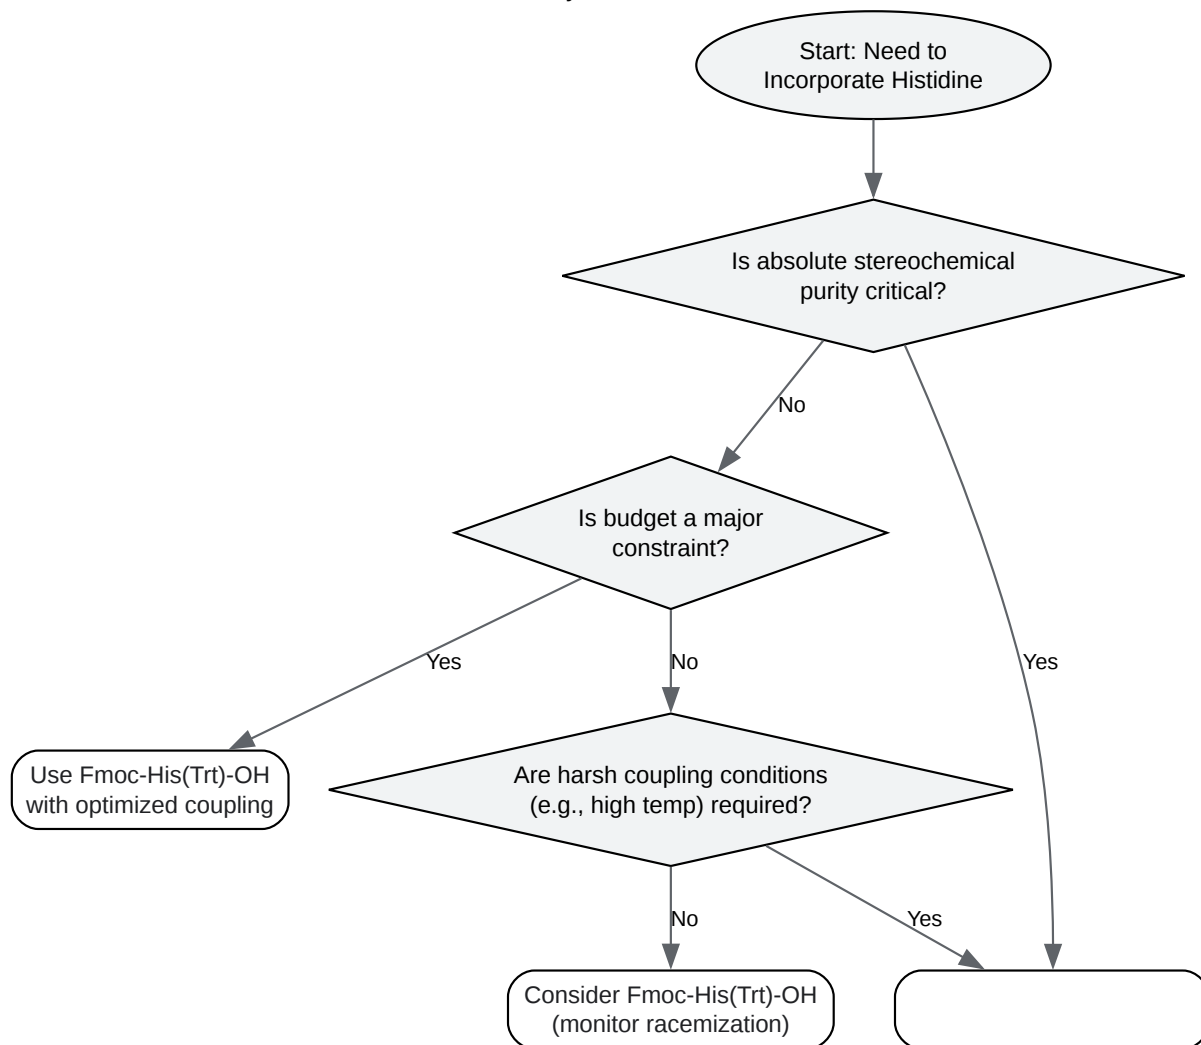 Start: Need to
Incorporate Histidine
Is absolute stereochemical
purity critical?
No
Is budget a major
constraint?
Yes
No
Yes
Use Fmoc-His(Trt)-OH
with optimized coupling
Are harsh coupling conditions
(e.g., high temp) required?
No
Yes
Consider Fmoc-His(Trt)-OH
(monitor racemization)